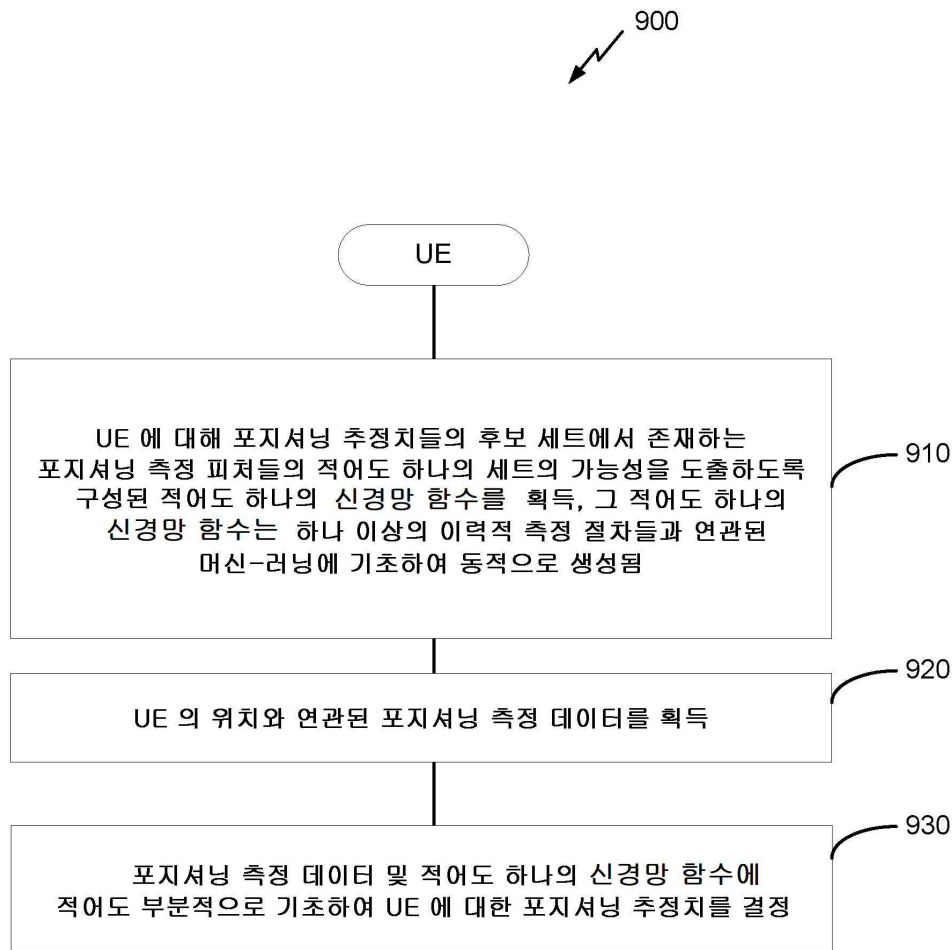 900
UE
UE 에 대해 포지셔닝 추정치들의 후보 세트에서 존재하는
포지셔닝 측정 피처들의 적어도 하나의 세트의 가능성을 도출하도록
구성된 적어도 하나의 신경망 함수를 획득, 그 적어도 하나의
신경망 함수는 하나 이상의 이력적 측정 절차들과 연관된
머신-러닝에 기초하여 동적으로 생성됨
910
920
UE 의 위치와 연관된 포지셔닝 측정 데이터를 획득
930
포지셔닝 측정 데이터 및 적어도 하나의 신경망 함수에
적어도 부분적으로 기초하여 UE 에 대한 포지셔닝 추정치를 결정